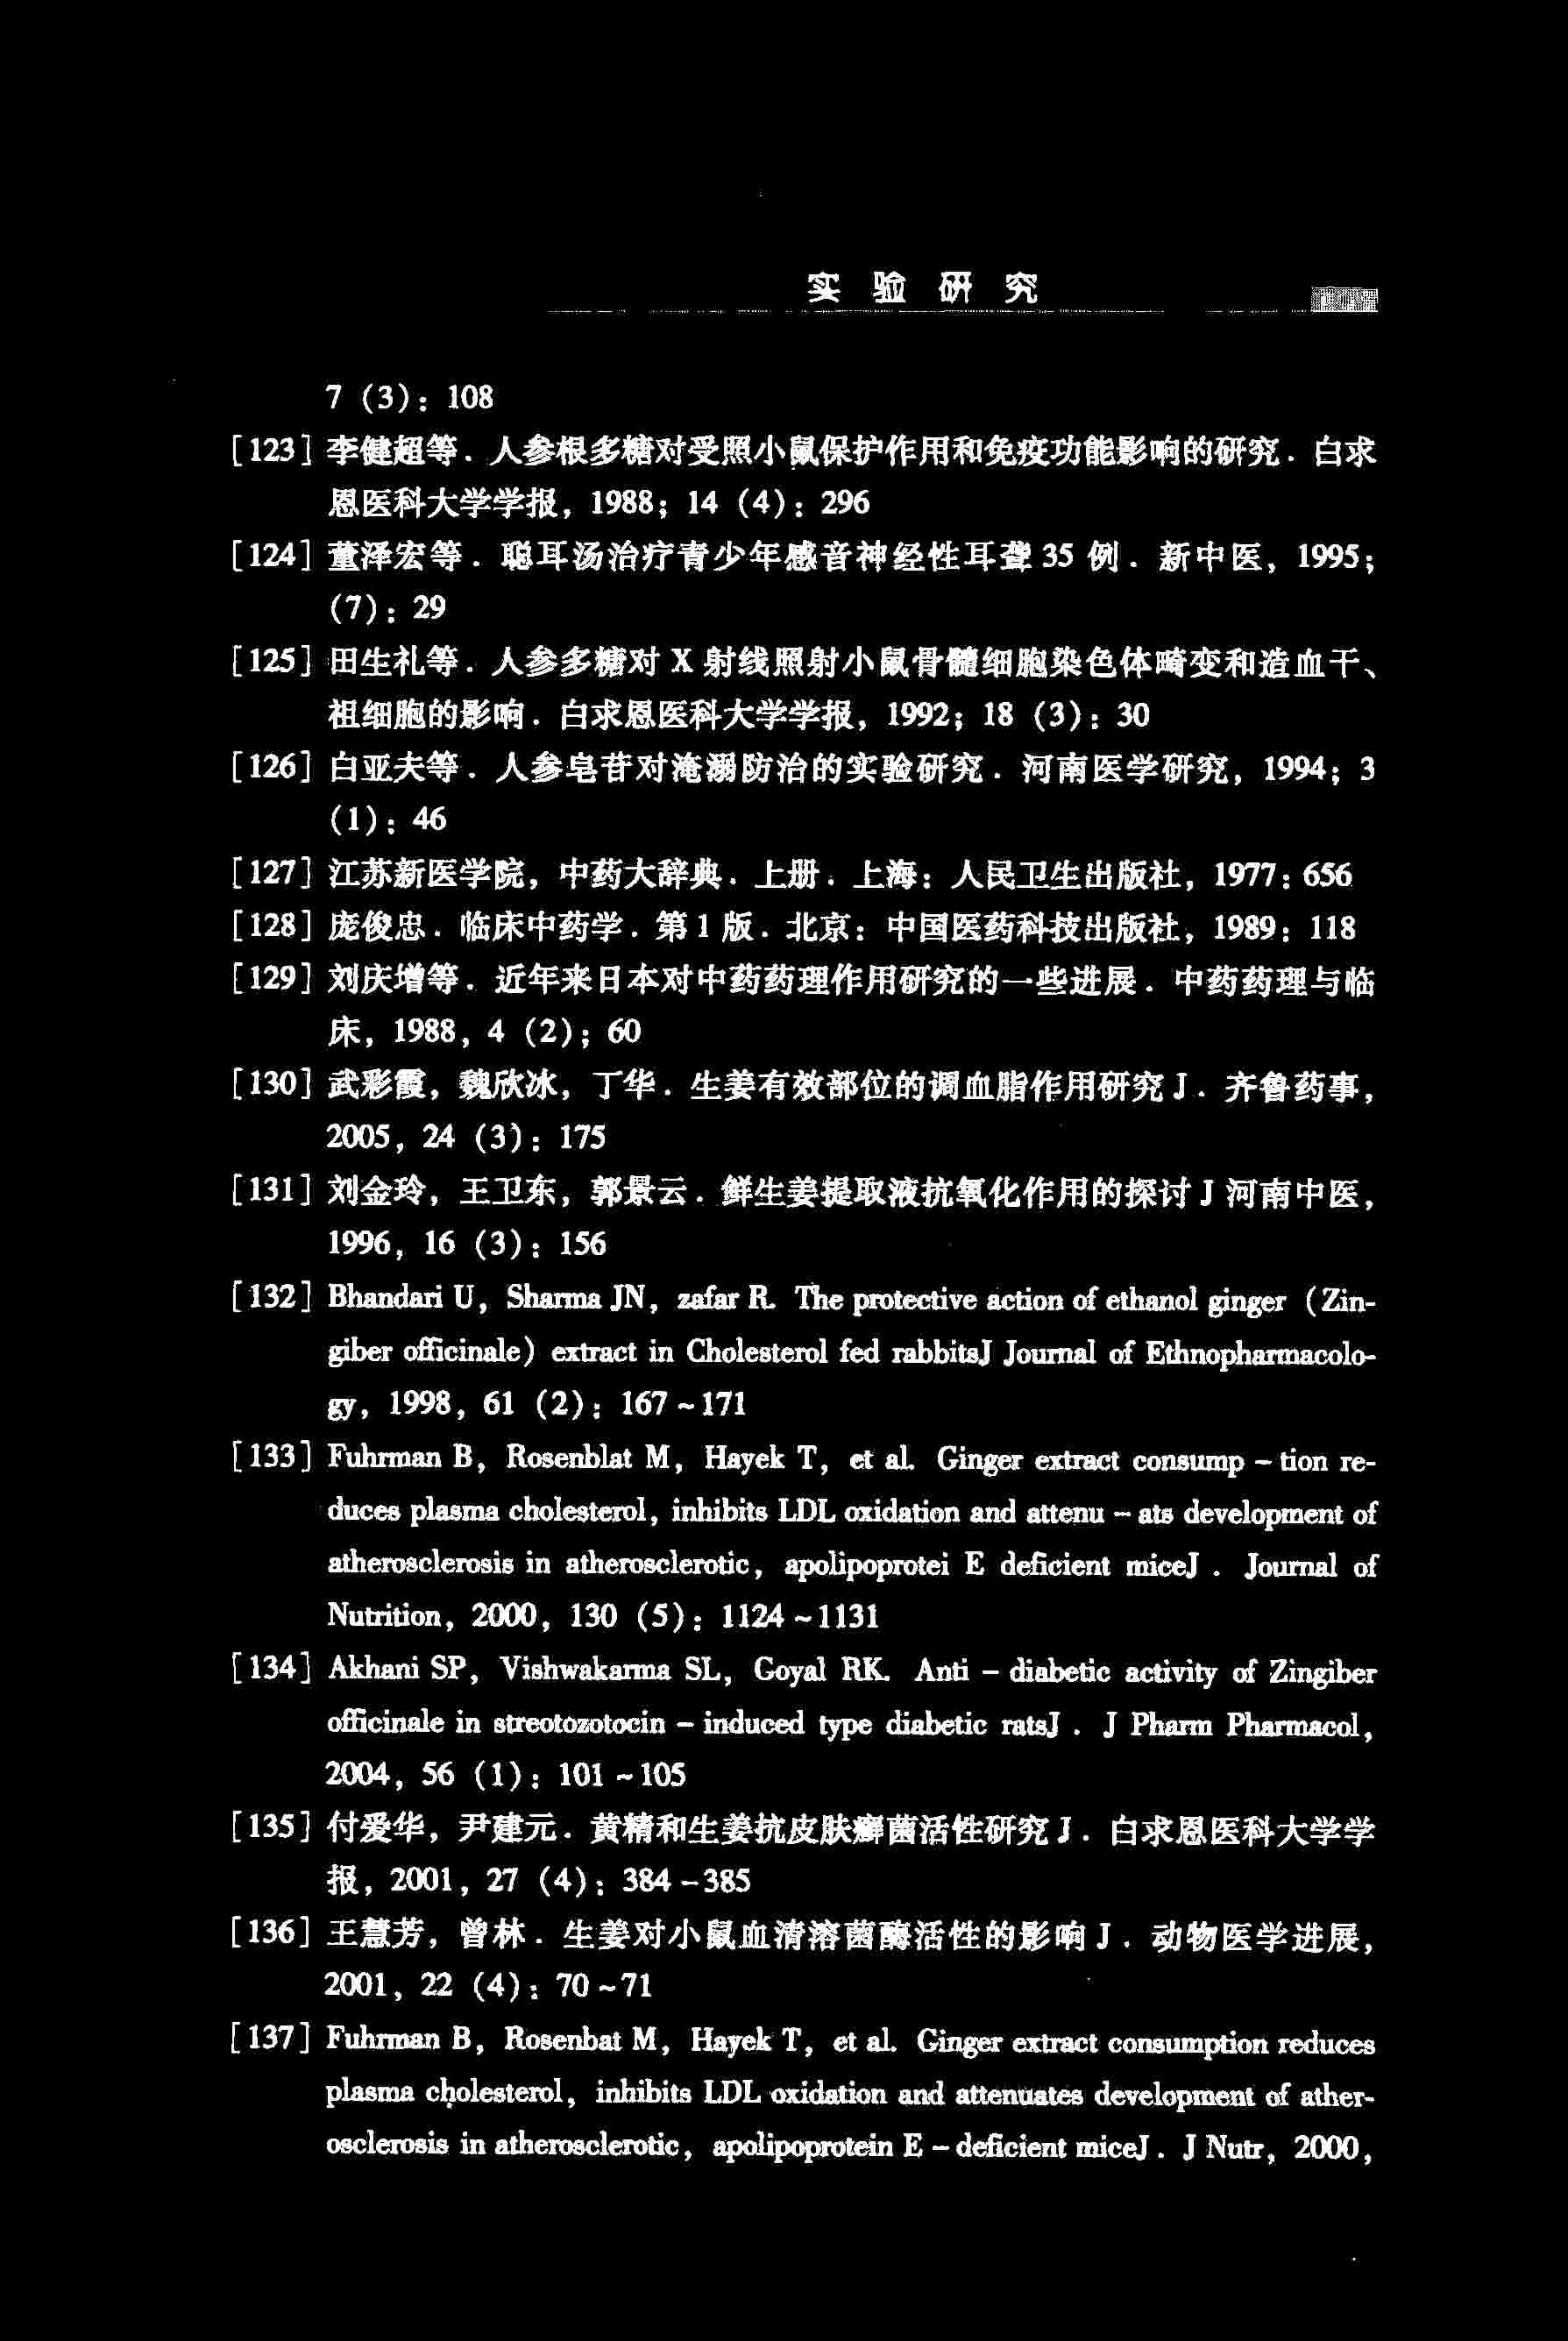 实验研究
7 (3): 108
[123] 李健超等. 人参根多糖对受照小鼠保护作用和免疫功能影响的研究. 白求
恩医科大学学报, 1988; 14 (4): 296
[124] 董泽宏等. 聪耳汤治疗青少年感音神经性耳聋 35 例. 新中医, 1995;
(7): 29
[125] 田生礼等. 人参多糖对 X 射线照射小鼠骨髓细胞染色体畸变和造血干、
祖细胞的影响. 白求恩医科大学学报, 1992; 18 (3): 30
[126] 白亚夫等. 人参皂苷对淹溺防治的实验研究. 河南医学研究, 1994; 3
(1): 46
[127] 江苏新医学院, 中药大辞典. 上册. 上海: 人民卫生出版社, 1977: 656
[128] 庞俊忠. 临床中药学. 第 1 版. 北京: 中国医药科技出版社, 1989: 118
[129] 刘庆增等. 近年来日本对中药药理作用研究的一些进展. 中药药理与临
床, 1988, 4 (2); 60
[130] 武彩霞, 魏欣冰, 丁华. 生姜有效部位的调血脂作用研究 J. 齐鲁药事,
2005, 24 (3): 175
[131] 刘金玲, 王卫东, 郭景云. 鲜生姜提取液抗氧化作用的探讨 J 河南中医,
1996, 16 (3): 156
[132] Bhandari U, Sharma JN, zafar R. The protective action of ethanol ginger (Zin-
giber officinale) extract in Cholesterol fed rabbitsJ Journal of Ethnopharmacolo-
gy, 1998, 61 (2): 167~171
[133] Fuhrman B, Rosenblat M, Hayek T, et al. Ginger extract consump - tion re-
duces plasma cholesterol, inhibits LDL oxidation and attenu - ats development of
atherosclerosis in atherosclerotic, apolipoprotei E deficient miceJ . Journal of
Nutrition, 2000, 130 (5): 1124~1131
[134] Akhani SP, Vishwakarma SL, Goyal RK. Anti - diabetic activity of Zingiber
officinale in streotozotocin - induced type diabetic ratsJ . J Pharm Pharmacol,
2004, 56 (1): 101~105
[135] 付爱华, 尹建元. 黄精和生姜抗皮肤癣菌活性研究 J. 白求恩医科大学学
报, 2001, 27 (4): 384-385
[136] 王慧芳, 曾林. 生姜对小鼠血清溶菌酶活性的影响 J. 动物医学进展,
2001, 22 (4): 70~71
[137] Fuhrman B, Rosenbat M, Hayek T, et al. Ginger extract consumption reduces
plasma cholesterol, inhibits LDL oxidation and attenuates development of ather-
osclerosis in atherosclerotic, apolipoprotein E - deficient miceJ. J Nutr, 2000,